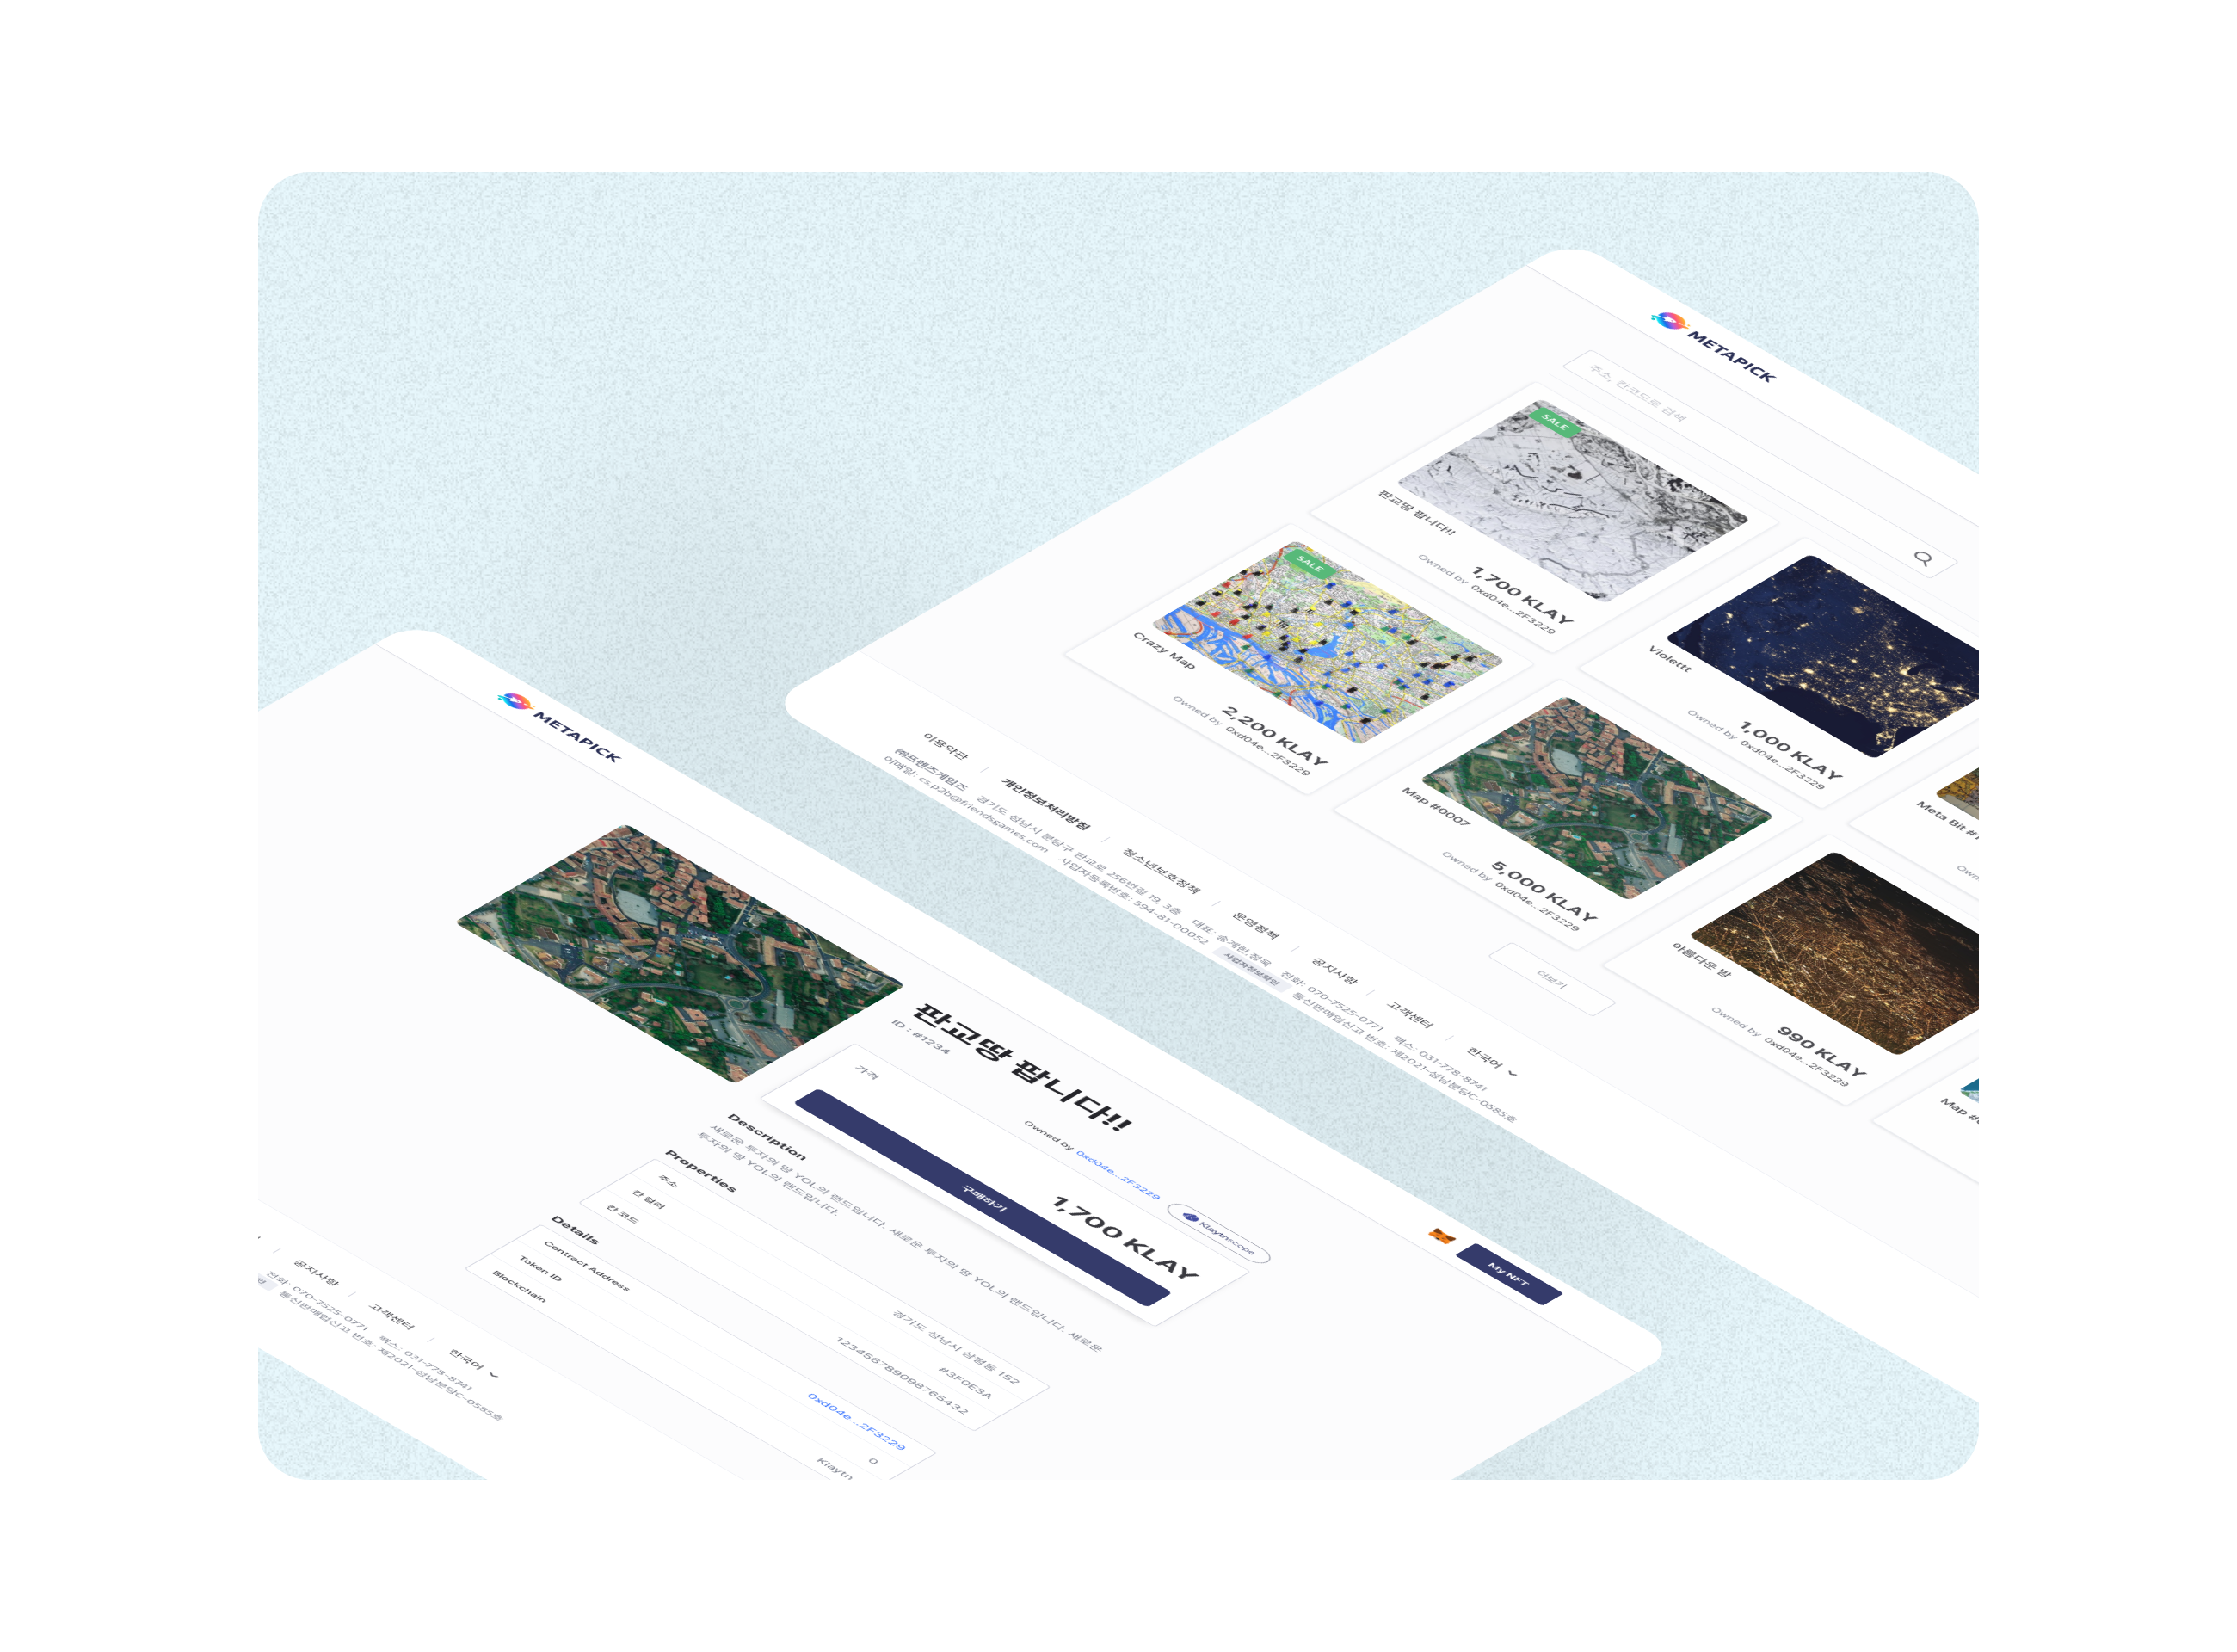 METAPICK
주소, 칸코드로 검색
SALE
판교땅 팝니다!!
1,700 KLAY
Owned by 0xd04e...2F3229
Violettt
1,000 KLAY
Owned by 0xd04e...2F3229
Meta Bit #
Own
SALE
Crazy Map
2,200 KLAY
Owned by 0xd04e...2F3229
Map #0007
5,000 KLAY
Owned by 0xd04e...2F3229
아름다운 밤
990 KLAY
Owned by 0xd04e...2F3229
Map #
더보기
이용약관 / 개인정보처리방침 / 청소년보호정책 / 운영정책 / 공지사항 / 고객센터 / 한국어
㈜프렌즈게임즈 경기도 성남시 분당구 판교로 256번길 19, 3층 대표: 송계한,정욱 전화: 070-7525-0771 팩스: 031-778-8741
이메일: cs.p2b@friendsgames.com 사업자등록번호: 594-81-00052 사업자정보확인 통신판매업신고 번호: 제2021-성남분당C-0585호
METAPICK
My NFT
판교땅 팝니다!!
ID : #1234
Owned by 0xd04e...2F3229
Klaytnscope
가격
1,700 KLAY
구매하기
Description
새로운 투자의 땅 YOL의 랜드입니다. 새로운 투자의 땅 YOL의 랜드입니다. 새로운
투자의 땅 YOL의 랜드입니다.
Properties
주소 경기도 성남시 삼평동 152
칸 컬러 #3F0E3A
칸 코드 123456789098765432
Details
Contract Address 0xd04e...2F3229
Token ID 0
Blockchain Klaytn
/ 공지사항 / 고객센터 / 한국어
전화: 070-7525-0771 팩스: 031-778-8741
통신판매업신고 번호: 제2021-성남분당C-0585호